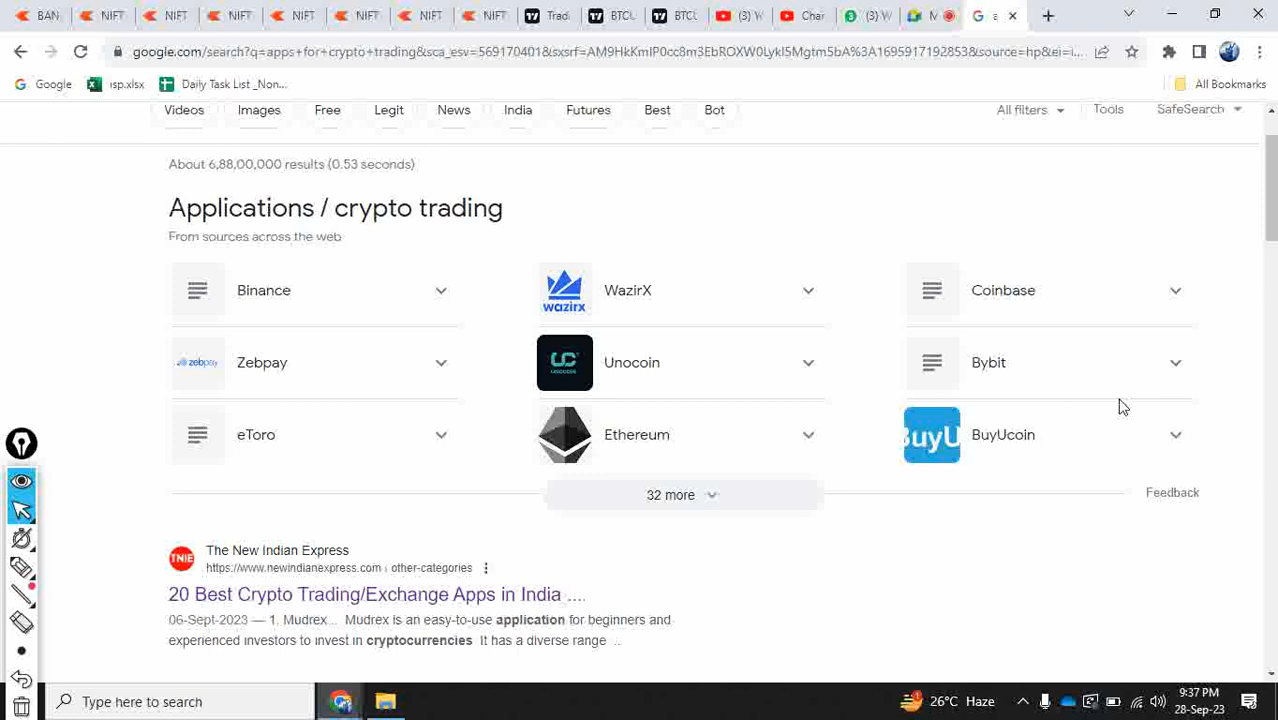 BAN NIFT NIFT NIFT NIFT NIFT NIFT Tradi BTCU BTCU (3) W Char (3) W M G a
google.com/search?q=apps+for+crypto+trading&sca_esv=569170401&sxsrf=AM9HkKmIP0cc8m3EbROXW0LykI5Mgtm5bA%3A1695917192853&source=hp&ei=i...
Google isp.xlsx Daily Task List _Non... All Bookmarks
Videos Images Free Legit News India Futures Best Bot All filters Tools SafeSearch
About 6,88,00,000 results (0.53 seconds)
Applications / crypto trading
From sources across the web
Binance WazirX Coinbase
wazirx
Zebpay Unocoin Bybit
zebpay UC UNOCOIN
eToro Ethereum BuyUcoin
BuyU
32 more
Feedback
The New Indian Express
TNIE
https://www.newindianexpress.com › other-categories
20 Best Crypto Trading/Exchange Apps in India ....
06-Sept-2023 — 1. Mudrex... Mudrex is an easy-to-use application for beginners and
experienced investors to invest in cryptocurrencies It has a diverse range ..
Type here to search 1 26°C Haze 9:37 PM
28-Sep-23